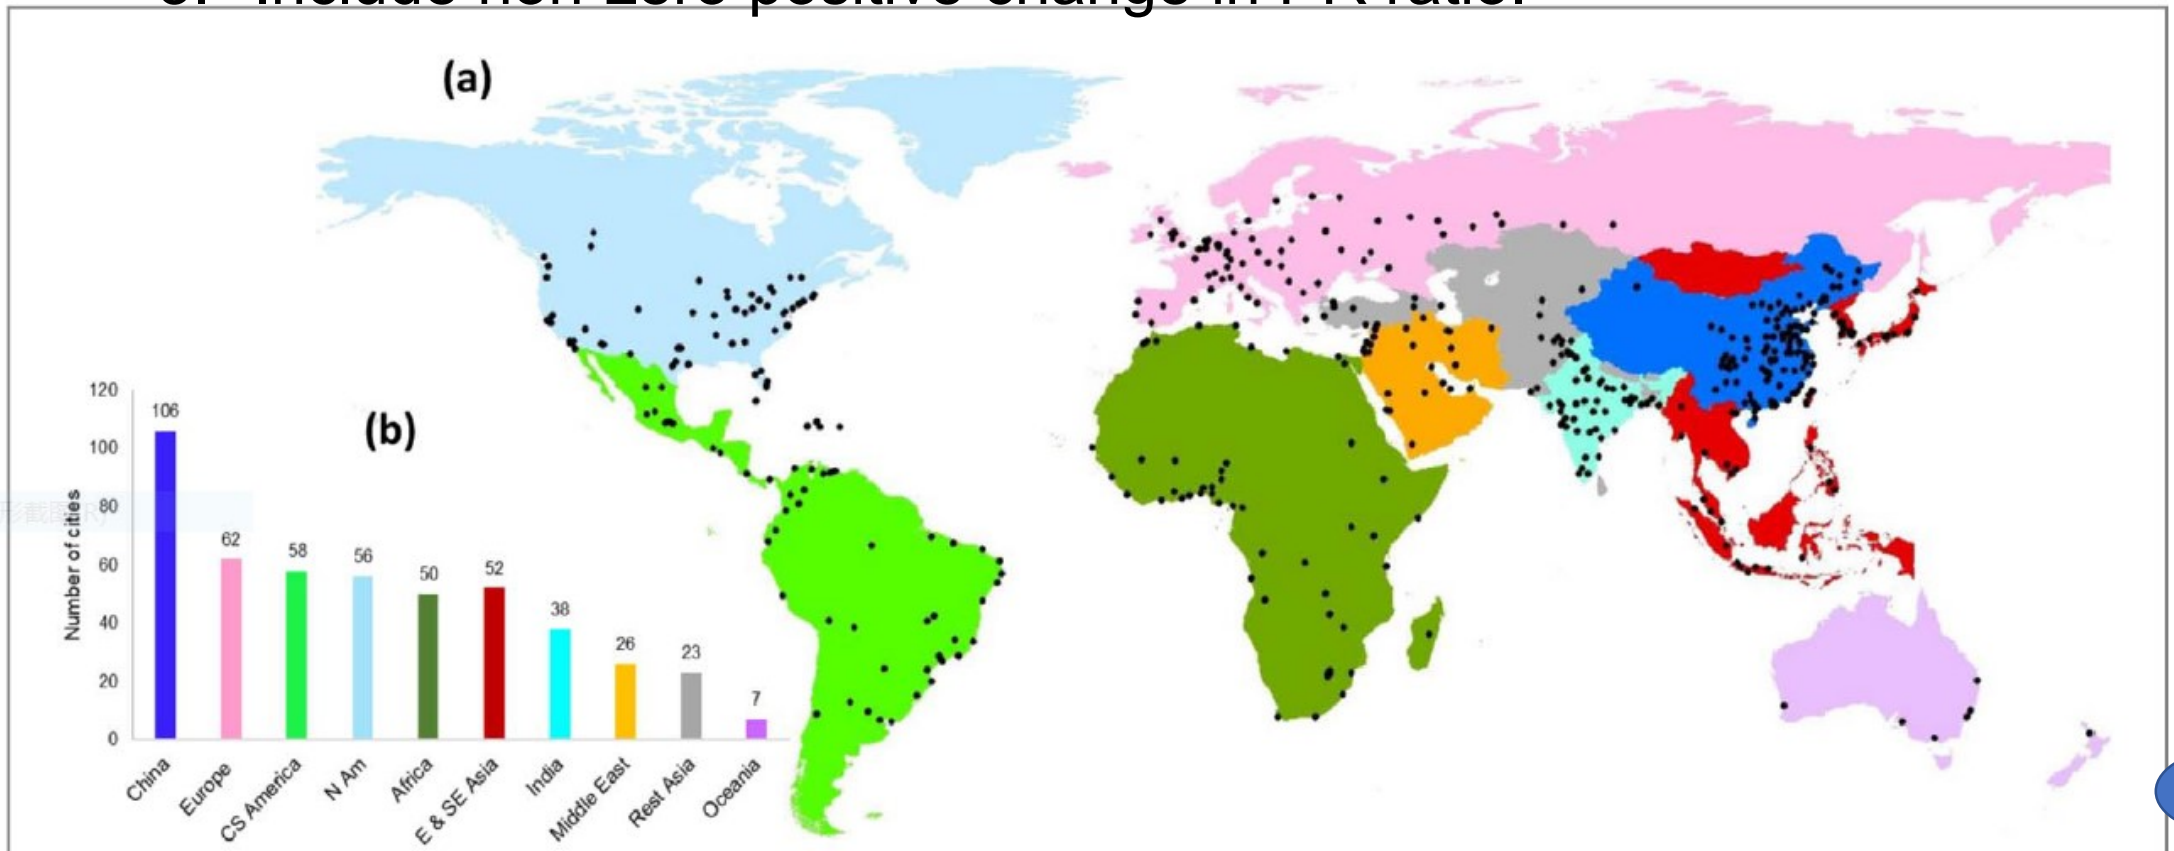 (a)
(b)
Number of cities
120
100
80
60
40
20
0
106
62
58
56
50
52
38
26
23
7
China
Europe
CS America
N Am
Africa
E & SE Asia
India
Middle East
Rest Asia
Oceania